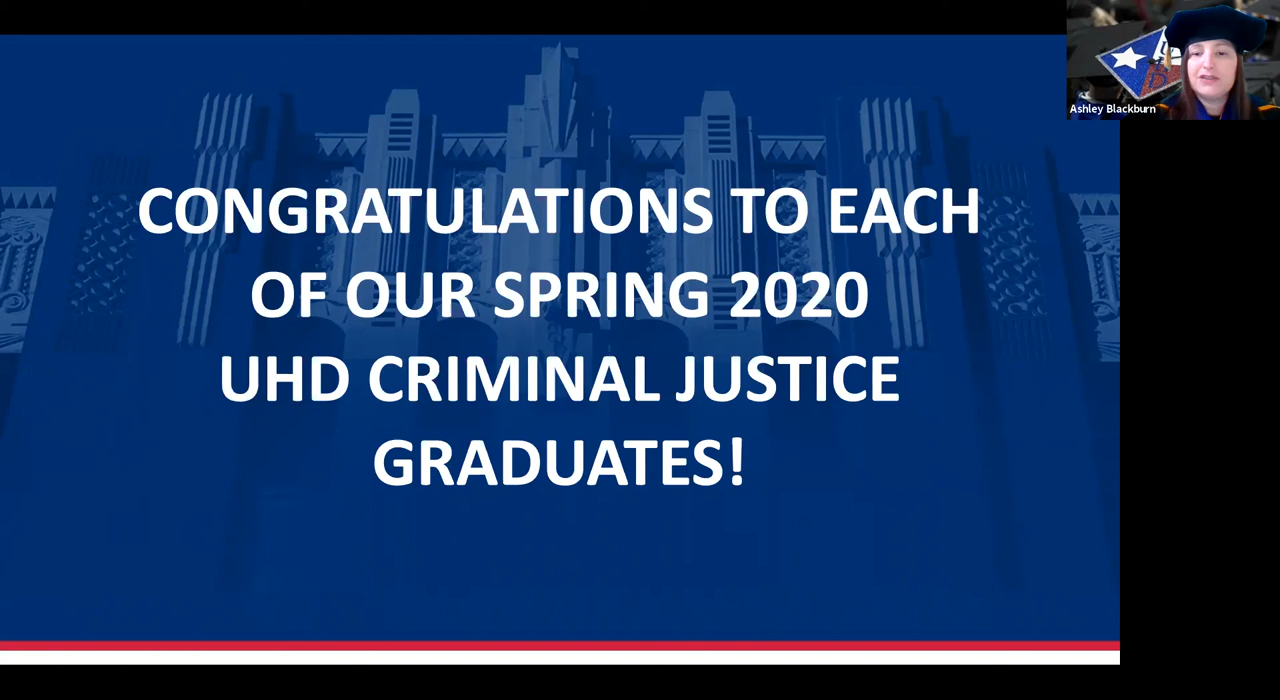 CONGRATULATIONS TO EACH
OF OUR SPRING 2020
UHD CRIMINAL JUSTICE
GRADUATES!
Ashley Blackburn